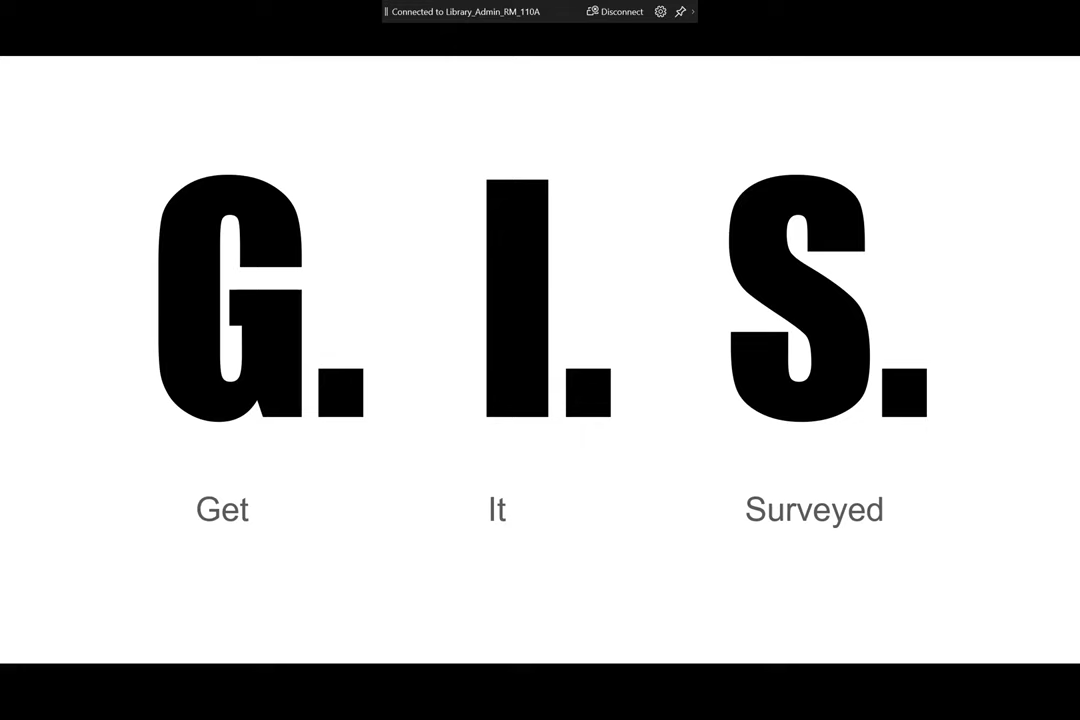 Connected to Library_Admin_RM_110A Disconnect
G. I. S.
Get It Surveyed